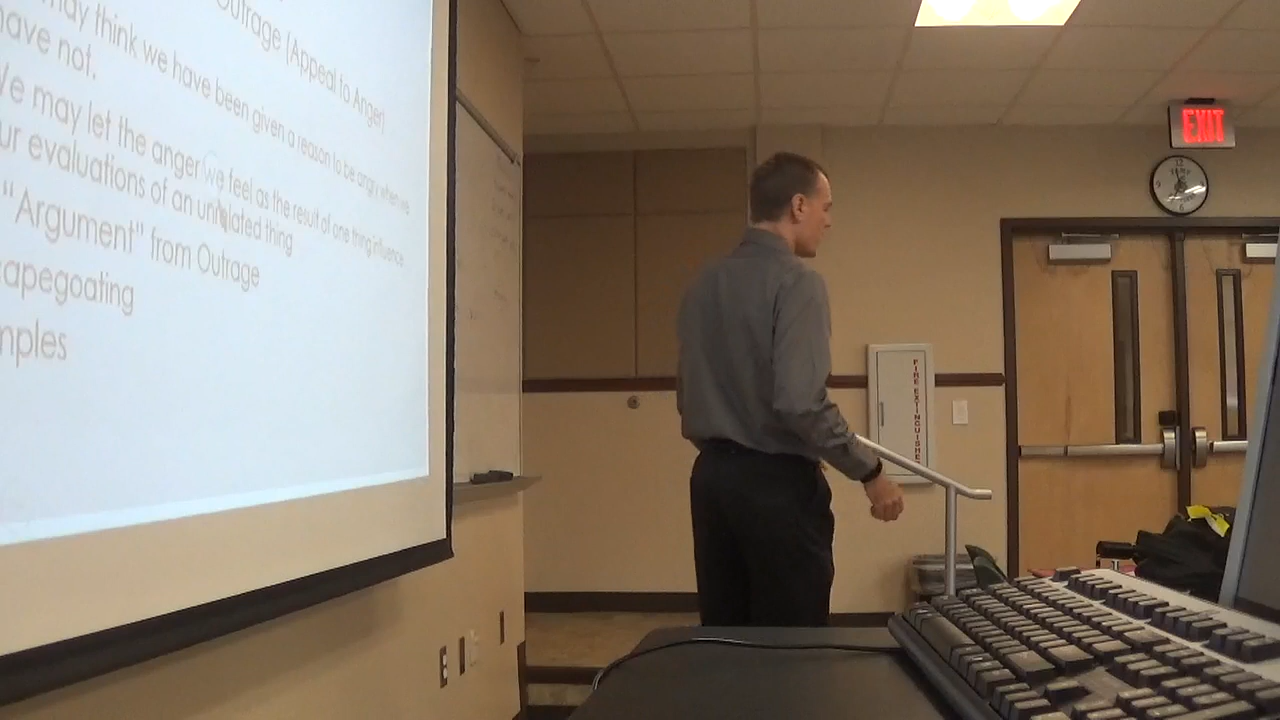 Outrage (Appeal to Anger)
may think we have been given a reason to be angry when we
have not.
We may let the anger we feel as the result of one thing influence
our evaluations of an unrelated thing
"Argument" from Outrage
capegoating
mples
EXIT
12
6
FIRE EXTINGUISHER